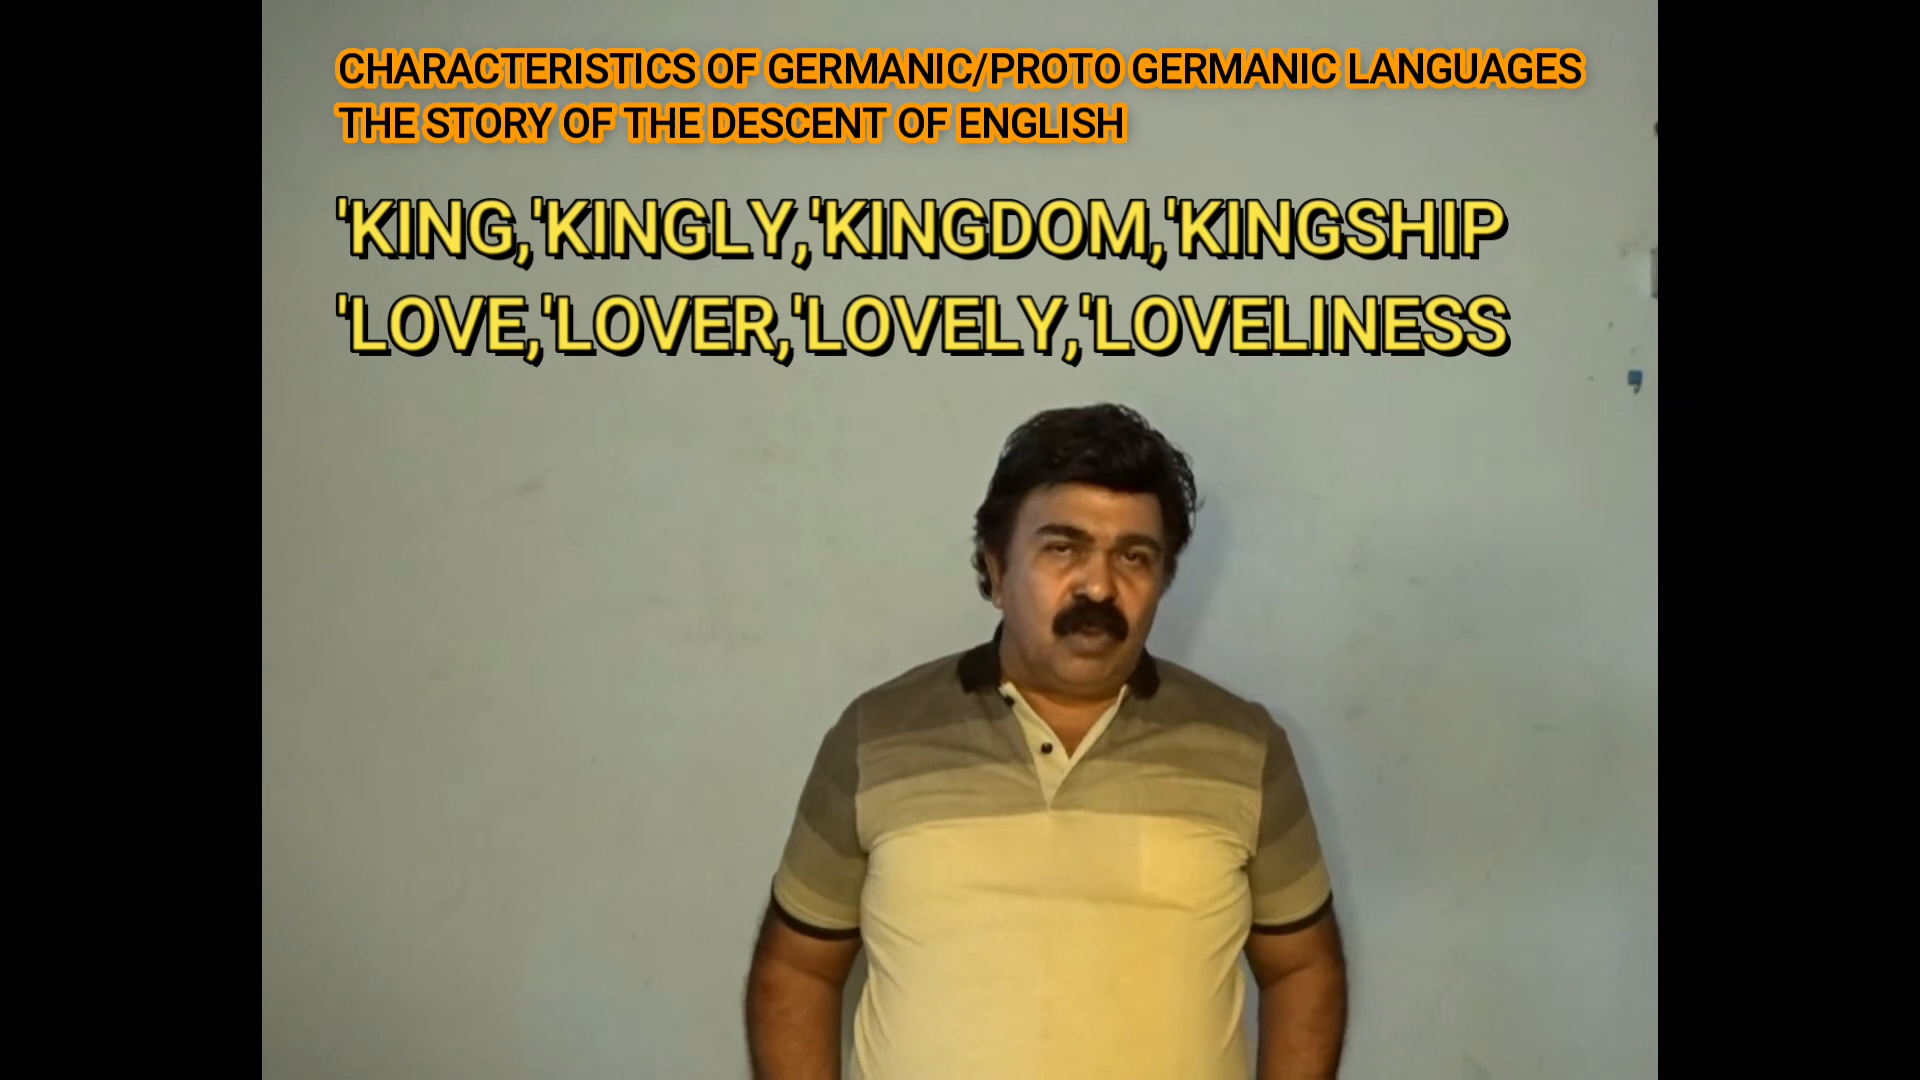 CHARACTERISTICS OF GERMANIC/PROTO GERMANIC LANGUAGES
THE STORY OF THE DESCENT OF ENGLISH
'KING,'KINGLY,'KINGDOM,'KINGSHIP
'LOVE,'LOVER,'LOVELY,'LOVELINESS